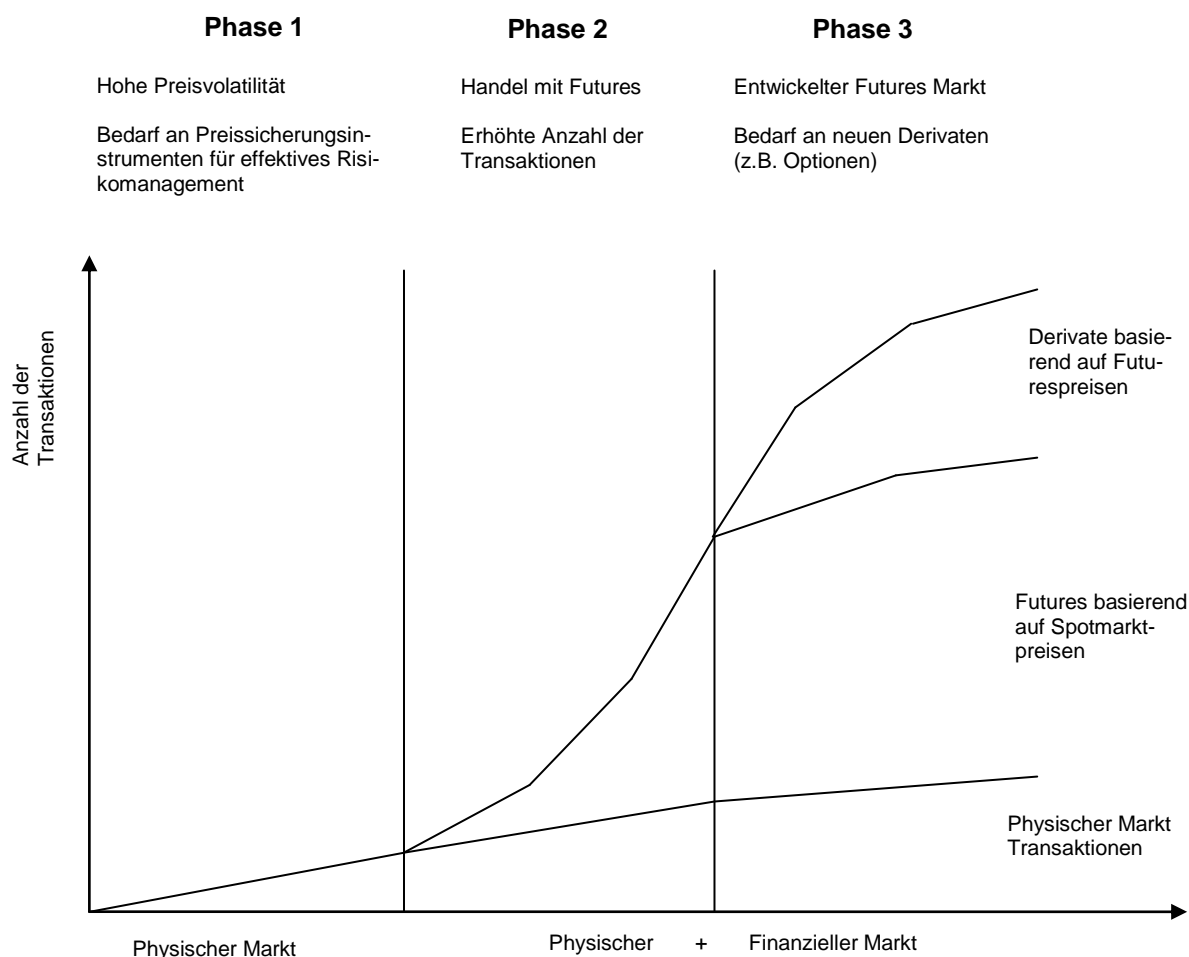 Phase 1
Phase 2
Phase 3
Hohe Preisvolatilität
Handel mit Futures
Entwickelter Futures Markt
Bedarf an Preissicherungsin-
strumenten für effektives Risi-
komanagement
Erhöhte Anzahl der
Transaktionen
Bedarf an neuen Derivaten
(z.B. Optionen)
Anzahl der
Transaktionen
Derivate basie-
rend auf Futu-
respreisen
Futures basierend
auf Spotmarkt-
preisen
Physischer Markt
Transaktionen
Physischer Markt
Physischer + Finanzieller Markt